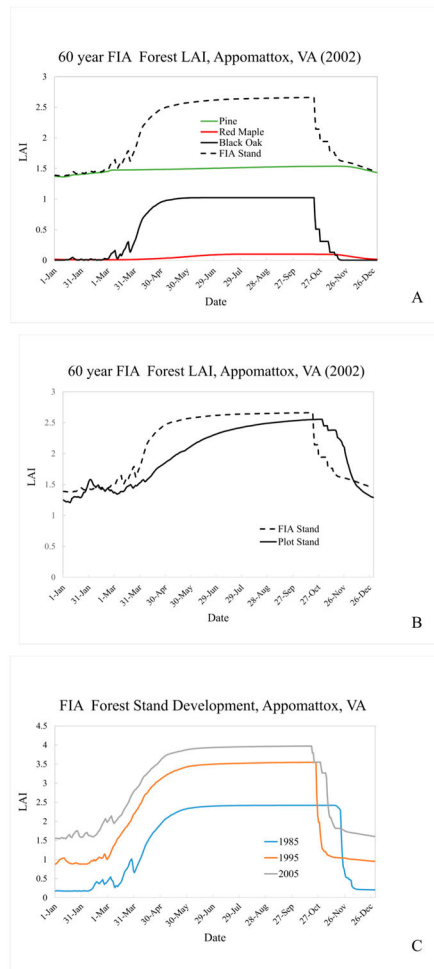 60 year FIA Forest LAI, Appomattox, VA (2002)
3
2.5
2
1.5
1
0.5
0
LAI
Pine
Red Maple
Black Oak
FIA Stand
1-Jan
31-Jan
1-Mar
31-Mar
30-Apr
30-May
29-Jun
29-Jul
28-Aug
27-Sep
27-Oct
26-Nov
26-Dec
Date
A
60 year FIA Forest LAI, Appomattox, VA (2002)
3
2.5
2
1.5
1
0.5
0
LAI
FIA Stand
Plot Stand
1-Jan
31-Jan
1-Mar
31-Mar
30-Apr
30-May
29-Jun
29-Jul
28-Aug
27-Sep
27-Oct
26-Nov
26-Dec
Date
B
FIA Forest Stand Development, Appomattox, VA
4.5
4
3.5
3
2.5
2
1.5
1
0.5
0
LAI
1985
1995
2005
1-Jan
31-Jan
1-Mar
31-Mar
30-Apr
30-May
29-Jun
29-Jul
28-Aug
27-Sep
27-Oct
26-Nov
26-Dec
Date
C